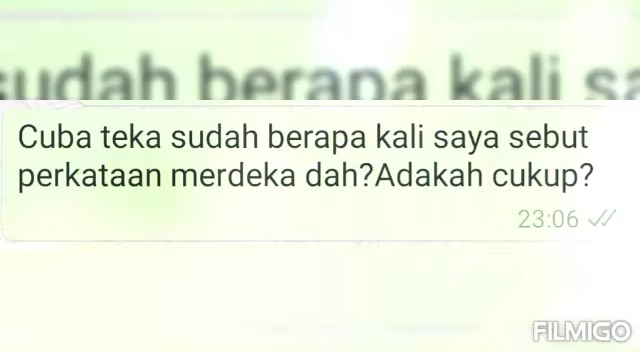 sudah berapa kali sa
Cuba teka sudah berapa kali saya sebut
perkataan merdeka dah?Adakah cukup?
23:06
FILMIGO